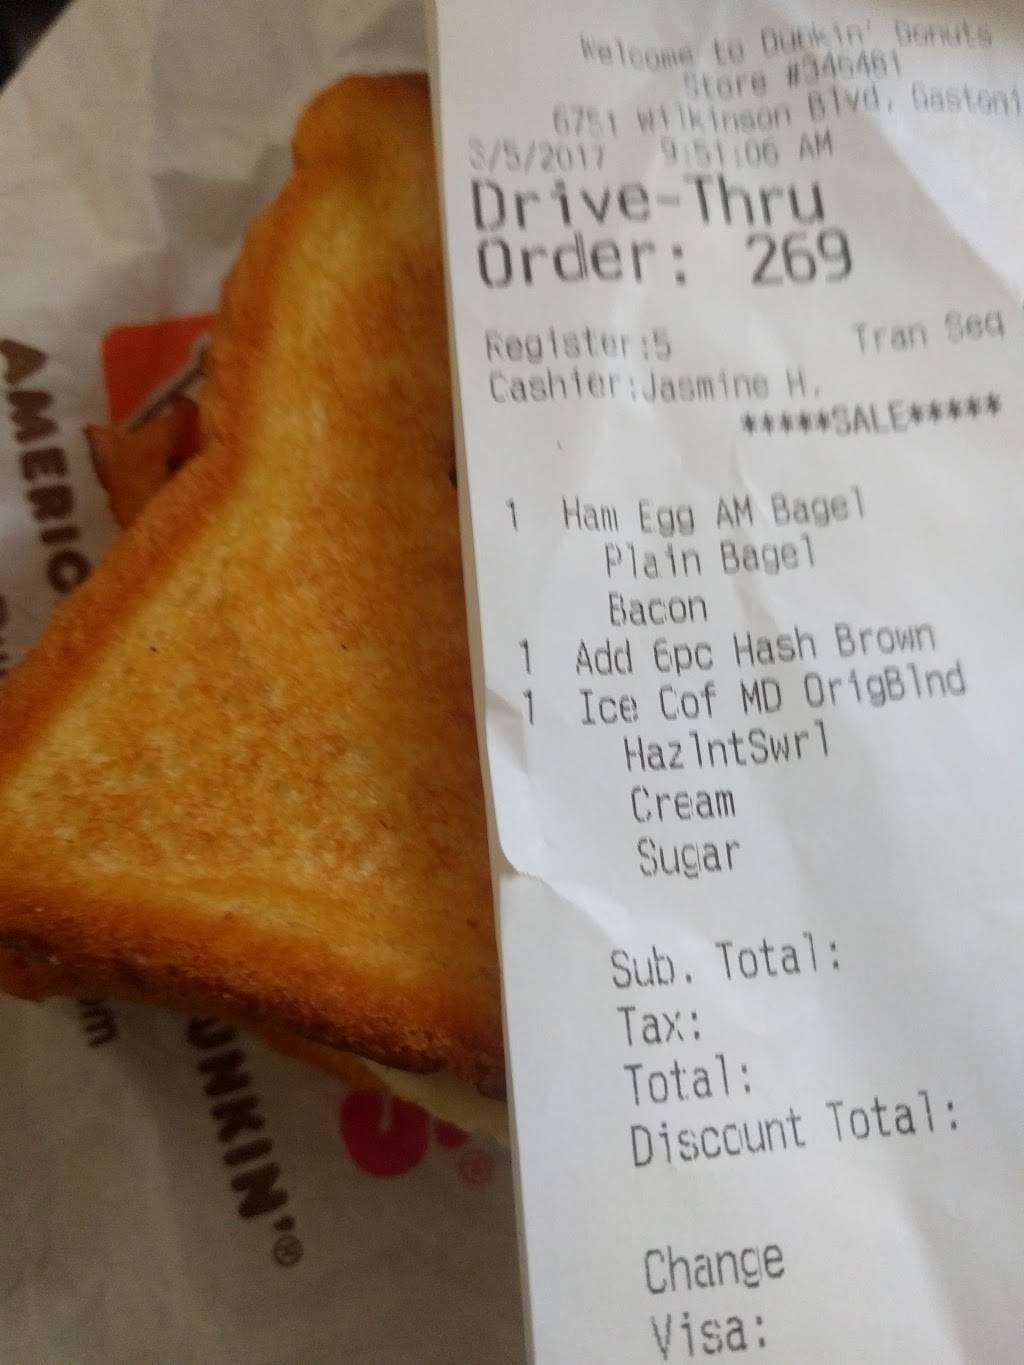 Welcome to Dunkin' Donuts
Store #346461
6751 Wilkinson Blvd, Gastoni
3/5/2017 9:51:06 AM
Drive-Thru
Order: 269
Register:5 Tran Seq
Cashier:Jasmine H.
*****SALE*****
1 Ham Egg AM Bagel
Plain Bagel
Bacon
1 Add 6pc Hash Brown
1 Ice Cof MD OrigBlnd
HazlntSwrl
Cream
Sugar
Sub. Total:
Tax:
Total:
Discount Total:
Change
Visa:
AMERIC
UNKIN'®
om
®